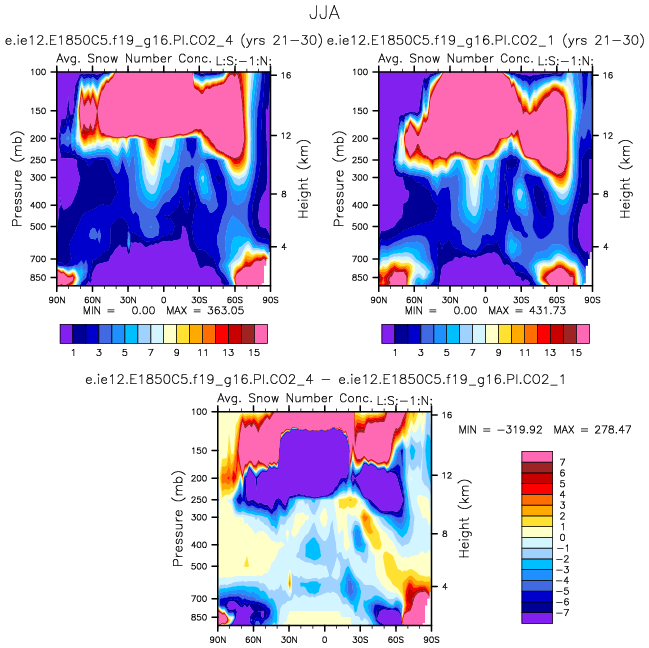 JJA
e.ie12.E1850C5.f19_g16.PI.CO2_4 (yrs 21−30) e.ie12.E1850C5.f19_g16.PI.CO2_1 (yrs 21−30)
Avg. Snow Number Conc. L:S:−1:N:
Avg. Snow Number Conc. L:S:−1:N:
Pressure (mb)
100
150
200
250
300
400
500
700
850
16
12
8
4
Height (km)
90N 60N 30N 0 30S 60S 90S
MIN = 0.00 MAX = 363.05
1 3 5 7 9 11 13 15
Pressure (mb)
100
150
200
250
300
400
500
700
850
16
12
8
4
Height (km)
90N 60N 30N 0 30S 60S 90S
MIN = 0.00 MAX = 431.73
1 3 5 7 9 11 13 15
e.ie12.E1850C5.f19_g16.PI.CO2_4 − e.ie12.E1850C5.f19_g16.PI.CO2_1
Avg. Snow Number Conc. L:S:−1:N:
Pressure (mb)
100
150
200
250
300
400
500
700
850
16
12
8
4
Height (km)
90N 60N 30N 0 30S 60S 90S
MIN = −319.92 MAX = 278.47
7
6
5
4
3
2
1
0
−1
−2
−3
−4
−5
−6
−7